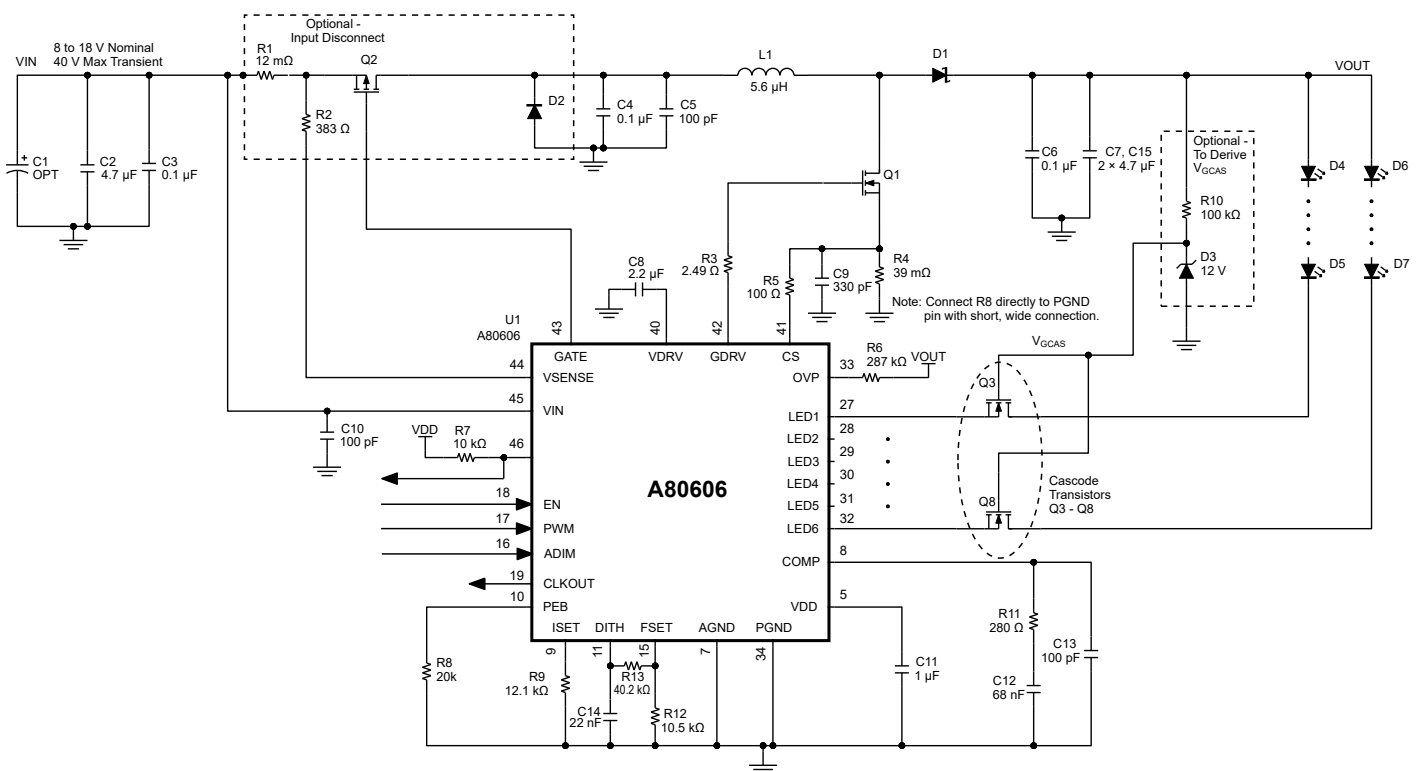 Optional -
Input Disconnect
8 to 18 V Nominal
40 V Max Transient
VIN
R1
12 mΩ
Q2
L1
5.6 µH
D1
VOUT
R2
383 Ω
D2
C4
0.1 µF
C5
100 pF
C1
OPT
+
C2
4.7 µF
C3
0.1 µF
Q1
C6
0.1 µF
C7, C15
2 × 4.7 µF
Optional -
To Derive
VGCAS
R10
100 kΩ
D3
12 V
D4
D6
D5
D7
R3
2.49 Ω
C8
2.2 µF
R5
100 Ω
C9
330 pF
R4
39 mΩ
Note: Connect R8 directly to PGND
pin with short, wide connection.
U1
A80606
43
40
42
41
GATE
VDRV
GDRV
CS
VGCAS
44
VSENSE
45
VIN
C10
100 pF
VDD
R7
10 kΩ
46
18
EN
17
PWM
16
ADIM
19
CLKOUT
10
PEB
A80606
OVP
33
R6
287 kΩ
VOUT
LED1
27
LED2
28
LED3
29
LED4
30
LED5
31
LED6
32
COMP
8
VDD
5
Q3
Q8
Cascode
Transistors
Q3 - Q8
ISET
DITH
FSET
AGND
PGND
9
11
15
7
34
R8
20k
R9
12.1 kΩ
R13
40.2 kΩ
C14
22 nF
R12
10.5 kΩ
C11
1 µF
R11
280 Ω
C12
68 nF
C13
100 pF